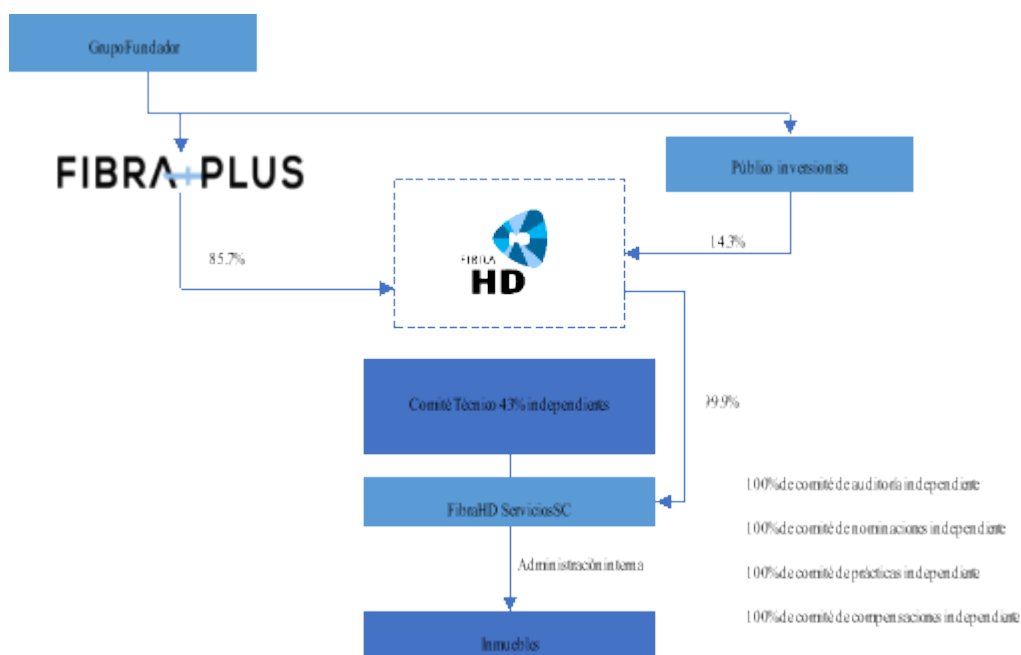 Grupo Fundador
FIBRA PLUS
Público inversionista
85.7%
14.3%
FIBRA
HD
Comité Técnico 43% independientes
99.9%
FibraHD Servicios SC
100% de comité de auditoría independiente
100% de comité de nominaciones independiente
Administración interna
100% de comité de prácticas independiente
100% de comité de compensaciones independiente
Inmuebles